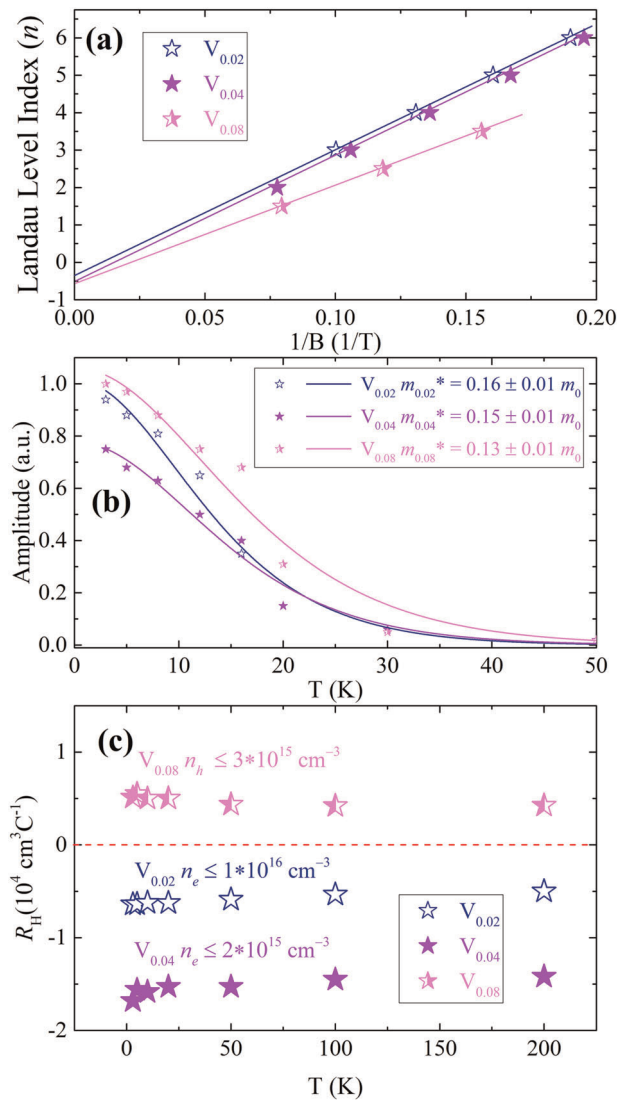 (a)
V0.02
V0.04
V0.08
Landau Level Index (n)
6
5
4
3
2
1
0
-1
0.00 0.05 0.10 0.15 0.20
1/B (1/T)
(b)
V0.02 m0.02* = 0.16 ± 0.01 m0
V0.04 m0.04* = 0.15 ± 0.01 m0
V0.08 m0.08* = 0.13 ± 0.01 m0
Amplitude (a.u.)
1.0
0.8
0.6
0.4
0.2
0.0
0 10 20 30 40 50
T (K)
(c)
V0.08 nh ≤ 3*10^15 cm^−3
V0.02 ne ≤ 1*10^16 cm^−3
V0.04 ne ≤ 2*10^15 cm^−3
V0.02
V0.04
V0.08
RH(10^4 cm^3C^-1)
1
0
-1
-2
0 50 100 150 200
T (K)